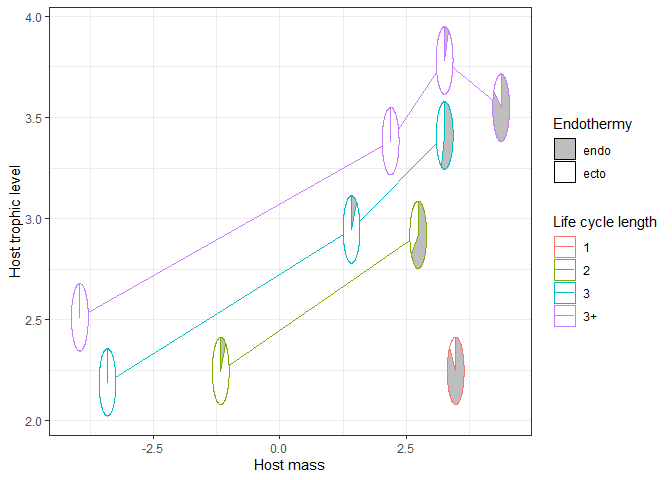 4.0
3.5
3.0
2.5
2.0
Host trophic level
-2.5
0.0
2.5
Host mass
Endothermy
endo
ecto
Life cycle length
1
2
3
3+